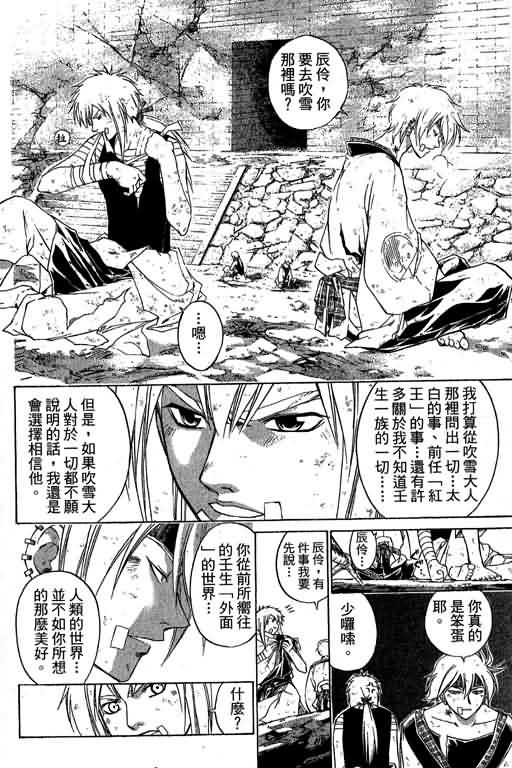 辰伶，你
要去吹雪
那裡嗎？
拉
…嗯…
我打算從吹雪大人
那裡問出一切…太
白的事、前任「紅
王」的事…還有許
多關於我不知道壬
生一族的一切……
但是，如果吹雪大
人對於一切都不願
說明的話，我還是
會選擇相信他。
辰伶…
你真的
是笨蛋
耶。
少囉嗦。
辰伶，有
件事我要
先說…
你從前所嚮往
的壬生「外面
」的世界…
人類的世界…
並不如你所想
的那麼美好。
什麼？